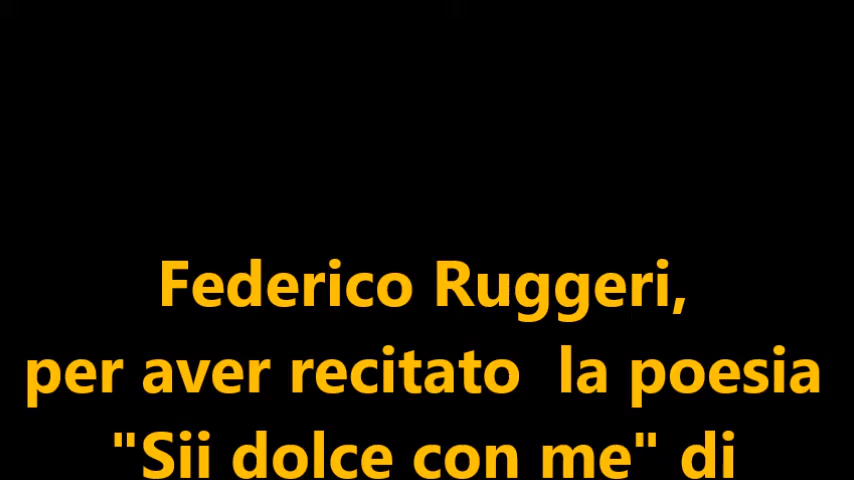 Federico Ruggeri,
per aver recitato  la poesia
"Sii dolce con me" di